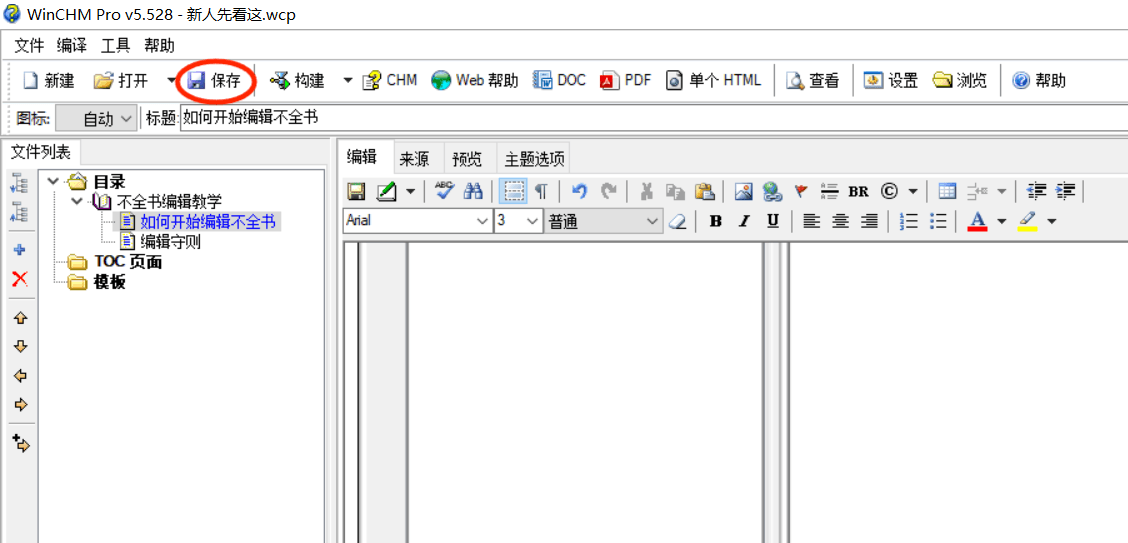 WinCHM Pro v5.528 - 新人先看这.wcp
文件 编译 工具 帮助
新建 打开 保存 构建 CHM Web 帮助 DOC PDF 单个 HTML 查看 设置 浏览 帮助
图标: 自动 标题: 如何开始编辑不全书
文件列表
目录
不全书编辑教学
如何开始编辑不全书
编辑守则
TOC 页面
模板
编辑 来源 预览 主题选项
ABC BR ©
Arial 3 普通 B I U A